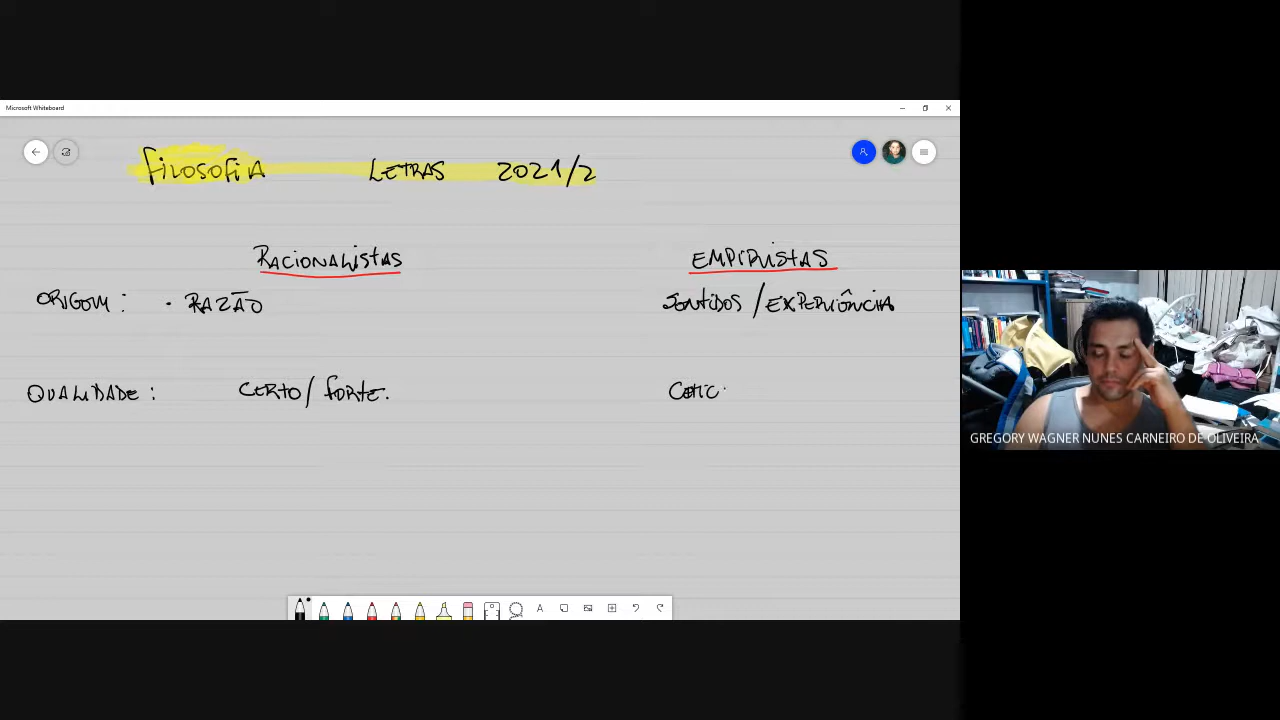 Microsoft Whiteboard
FILOSOFIA LETRAS 2021/2
RACIONALISTAS EMPIRISTAS
ORIGEM : • RAZÃO SENTIDOS / EXPERIÊNCIA
QUALIDADE : CERTO / FORTE.
GREGORY WAGNER NUNES CARNEIRO DE OLIVEIRA
A